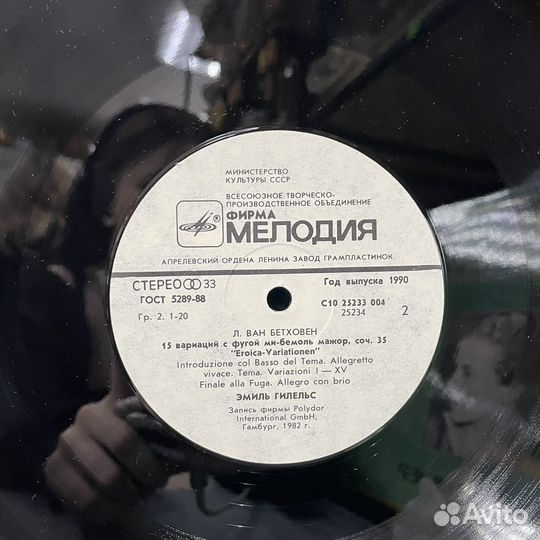 МИНИСТЕРСТВО
КУЛЬТУРЫ СССР
ВСЕСОЮЗНОЕ ТВОРЧЕСКО-
ПРОИЗВОДСТВЕННОЕ ОБЪЕДИНЕНИЕ
ФИРМА
МЕЛОДИЯ
АПРЕЛЕВСКИЙ ОРДЕНА ЛЕНИНА ЗАВОД ГРАМПЛАСТИНОК
СТЕРЕО 33 Год выпуска 1990
ГОСТ 5289-88 С10 25233 004
Гр. 2. 1-20 25234 2
Л. ВАН БЕТХОВЕН
15 вариаций с фугой ми-бемоль мажор, соч. 35
"Eroica-Variationen"
Introduzione col Basso del Tema. Allegretto
vivace. Tema. Variazioni I — XV
Finale alla Fuga. Allegro con brio
ЭМИЛЬ ГИЛЕЛЬС
Запись фирмы Polydor
International GmbH,
Гамбург, 1982 г.
Avito